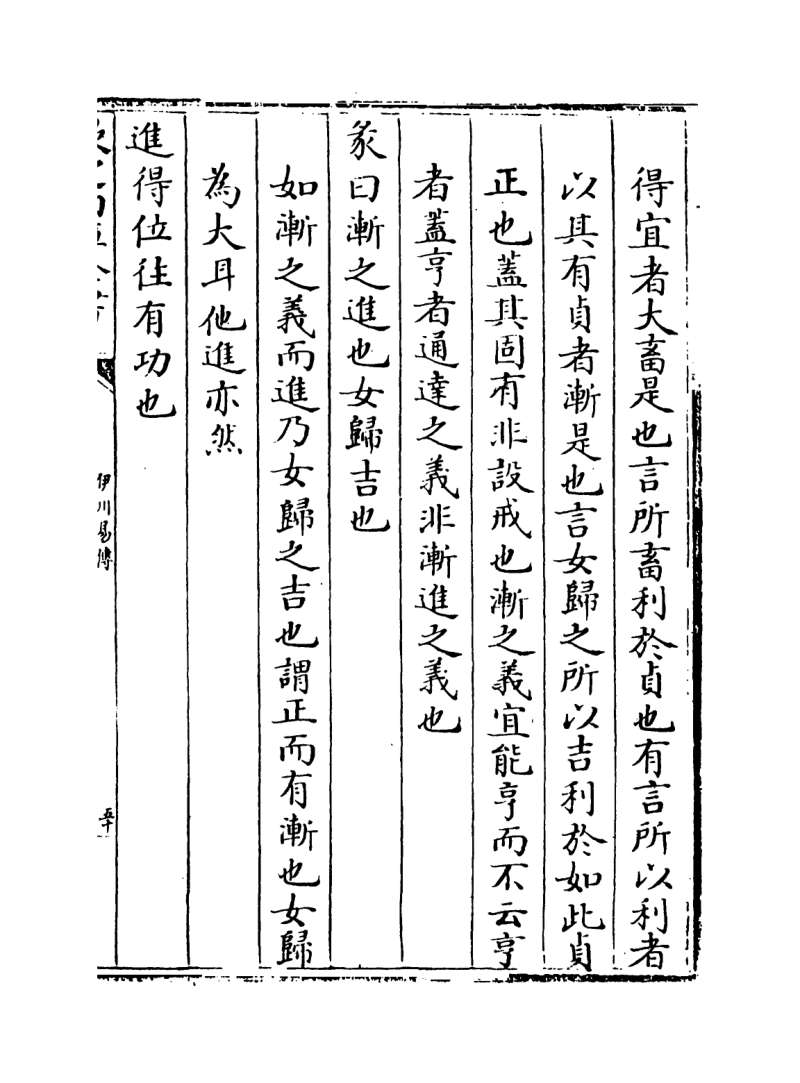 得宜者大畜是也言所畜利於貞也有言所以利者
以其有貞者漸是也言女歸之所以吉利於如此貞
正也蓋其固有非設戒也漸之義宜能亨而不云亨
者蓋亨者通達之義非漸進之義也
彖曰漸之進也女歸吉也
如漸之義而進乃女歸之吉也謂正而有漸也女歸
為大耳他進亦然
進得位往有功也
伊川易傳
五十